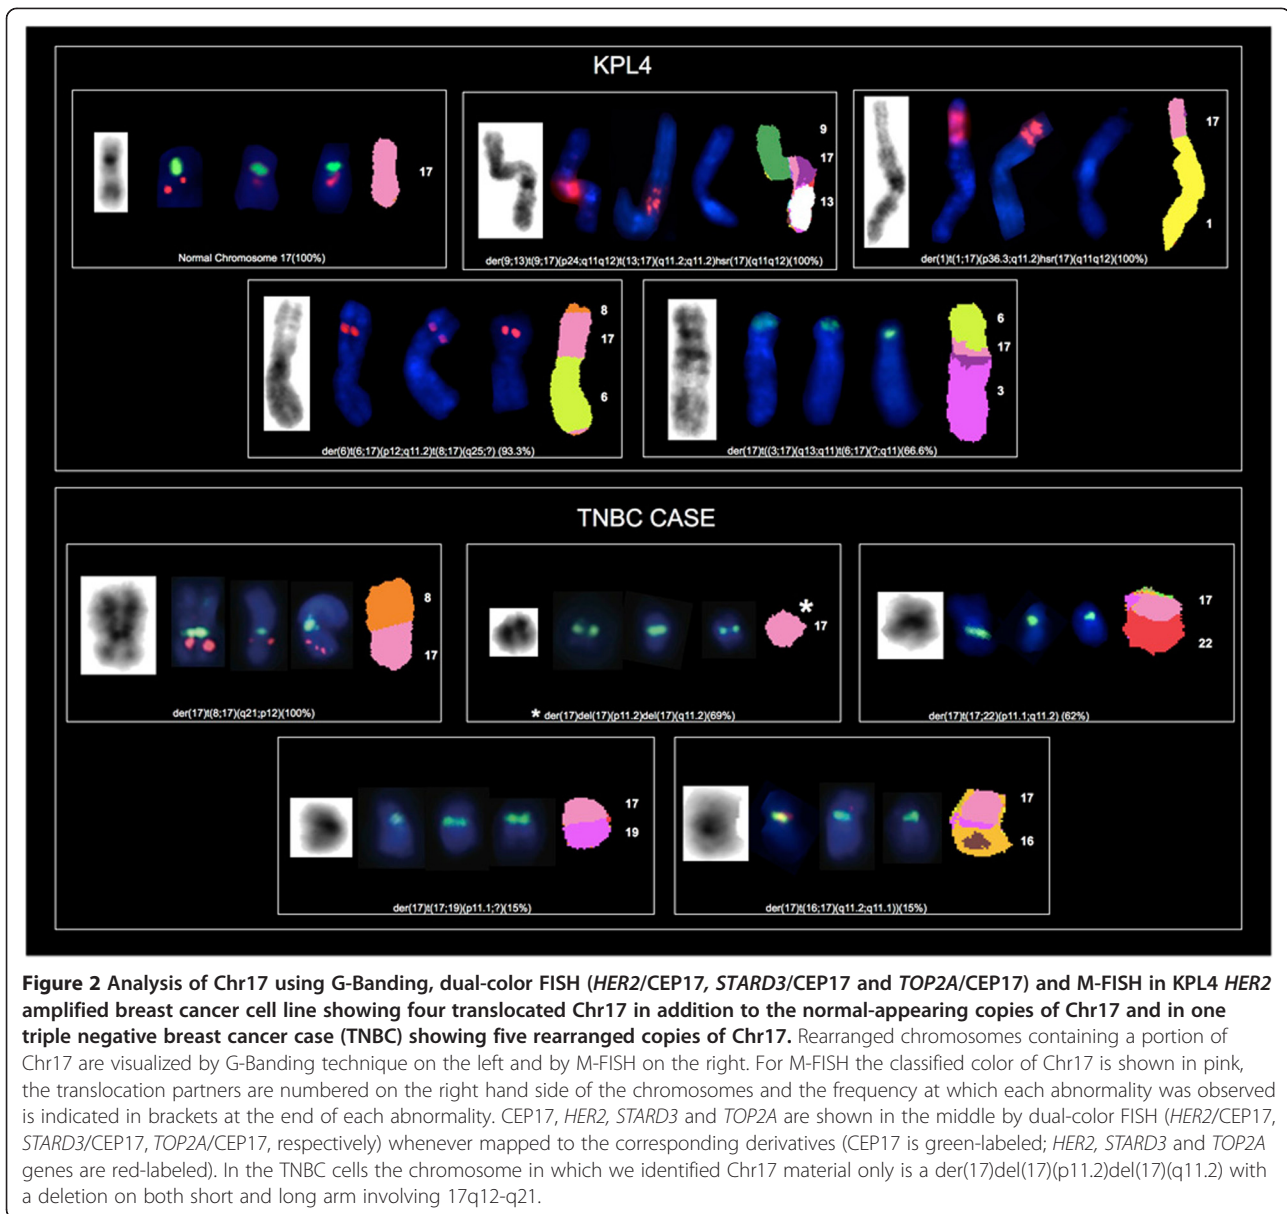 KPL4
17
Normal Chromosome 17(100%)
9
17
13
der(9;13)t(9;17)(p24;q11q12)t(13;17)(q11.2;q11.2)hsr(17)(q11q12)(100%)
17
1
der(1)t(1;17)(p36.3;q11.2)hsr(17)(q11q12)(100%)
8
17
6
der(6)t(6;17)(p12;q11.2)t(8;17)(q25;?) (93.3%)
6
17
3
der(17)t((3;17)(q13;q11)t(6;17)(?;q11)(66.6%)
TNBC CASE
8
17
der(17)t(8;17)(q21;p12)(100%)
*
17
* der(17)del(17)(p11.2)del(17)(q11.2)(69%)
17
22
der(17)t(17;22)(p11.1;q11.2) (62%)
17
19
der(17)t(17;19)(p11.1;?)(15%)
17
16
der(17)t(16;17)(q11.2;q11.1))(15%)
Figure 2 Analysis of Chr17 using G-Banding, dual-color FISH (HER2/CEP17, STARD3/CEP17 and TOP2A/CEP17) and M-FISH in KPL4 HER2
amplified breast cancer cell line showing four translocated Chr17 in addition to the normal-appearing copies of Chr17 and in one
triple negative breast cancer case (TNBC) showing five rearranged copies of Chr17. Rearranged chromosomes containing a portion of
Chr17 are visualized by G-Banding technique on the left and by M-FISH on the right. For M-FISH the classified color of Chr17 is shown in pink,
the translocation partners are numbered on the right hand side of the chromosomes and the frequency at which each abnormality was observed
is indicated in brackets at the end of each abnormality. CEP17, HER2, STARD3 and TOP2A are shown in the middle by dual-color FISH (HER2/CEP17,
STARD3/CEP17, TOP2A/CEP17, respectively) whenever mapped to the corresponding derivatives (CEP17 is green-labeled; HER2, STARD3 and TOP2A
genes are red-labeled). In the TNBC cells the chromosome in which we identified Chr17 material only is a der(17)del(17)(p11.2)del(17)(q11.2) with
a deletion on both short and long arm involving 17q12-q21.